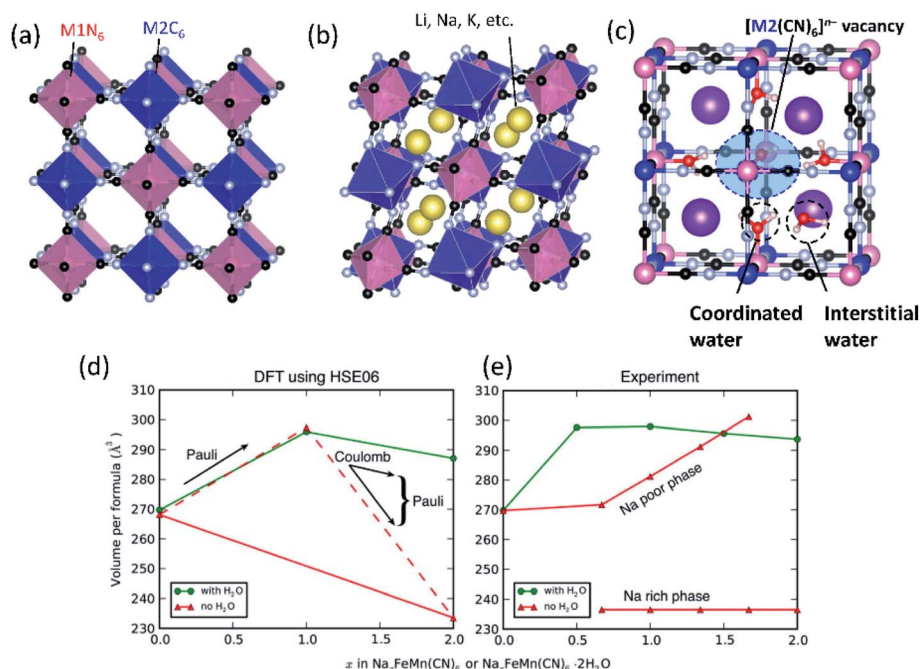 (a)
M1N₆
M2C₆
(b)
Li, Na, K, etc.
(c)
[M2(CN)₆]ⁿ⁻ vacancy
Coordinated
water
Interstitial
water
(d)
DFT using HSE06
310
300
290
280
270
260
250
240
230
Volume per formula (Å³)
Pauli
Coulomb
Pauli
with H₂O
no H₂O
0.0
0.5
1.0
1.5
2.0
(e)
Experiment
310
300
290
280
270
260
250
240
230
Na poor phase
Na rich phase
with H₂O
no H₂O
0.0
0.5
1.0
1.5
2.0
x in NaₓFeMn(CN)₆ or NaₓFeMn(CN)₆ ·2H₂O